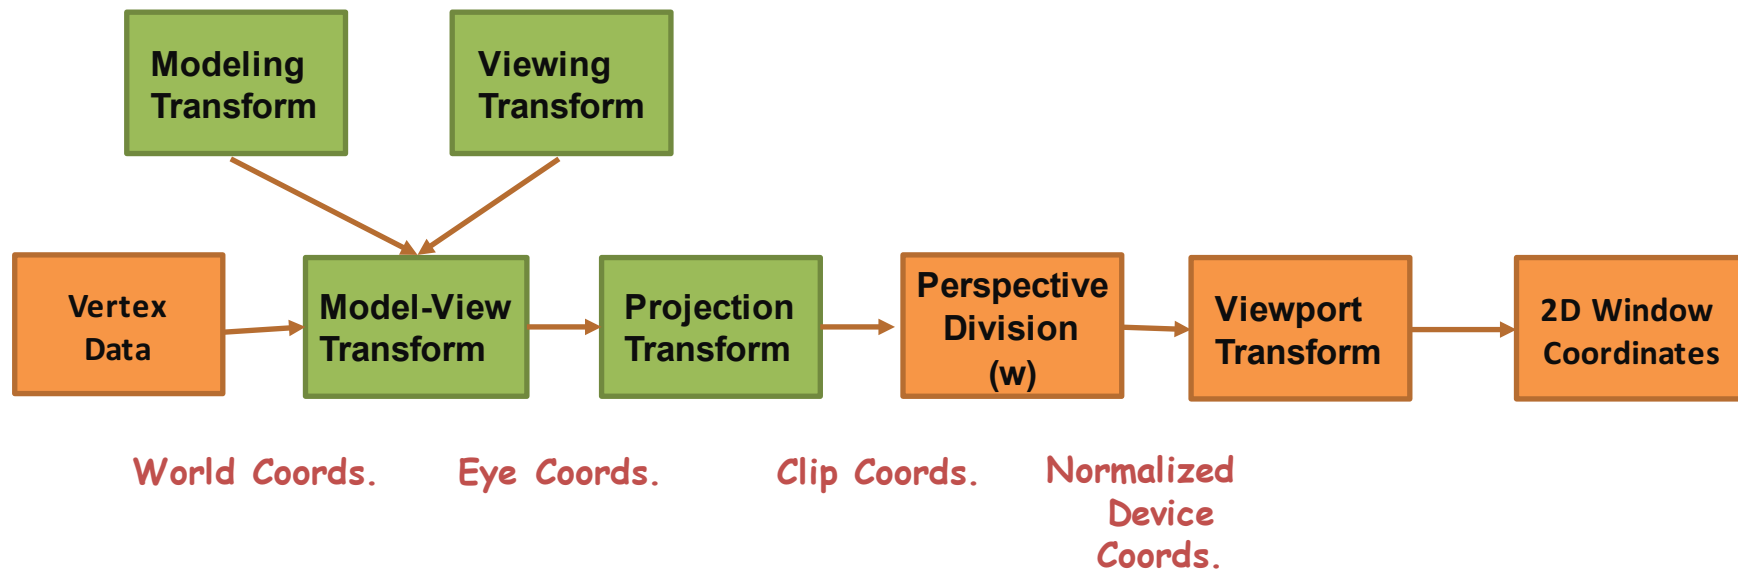 Modeling
Transform
Viewing
Transform
Vertex
Data
Model-View
Transform
Projection
Transform
Perspective
Division
(w)
Viewport
Transform
2D Window
Coordinates
World Coords.
Eye Coords.
Clip Coords.
Normalized
Device
Coords.